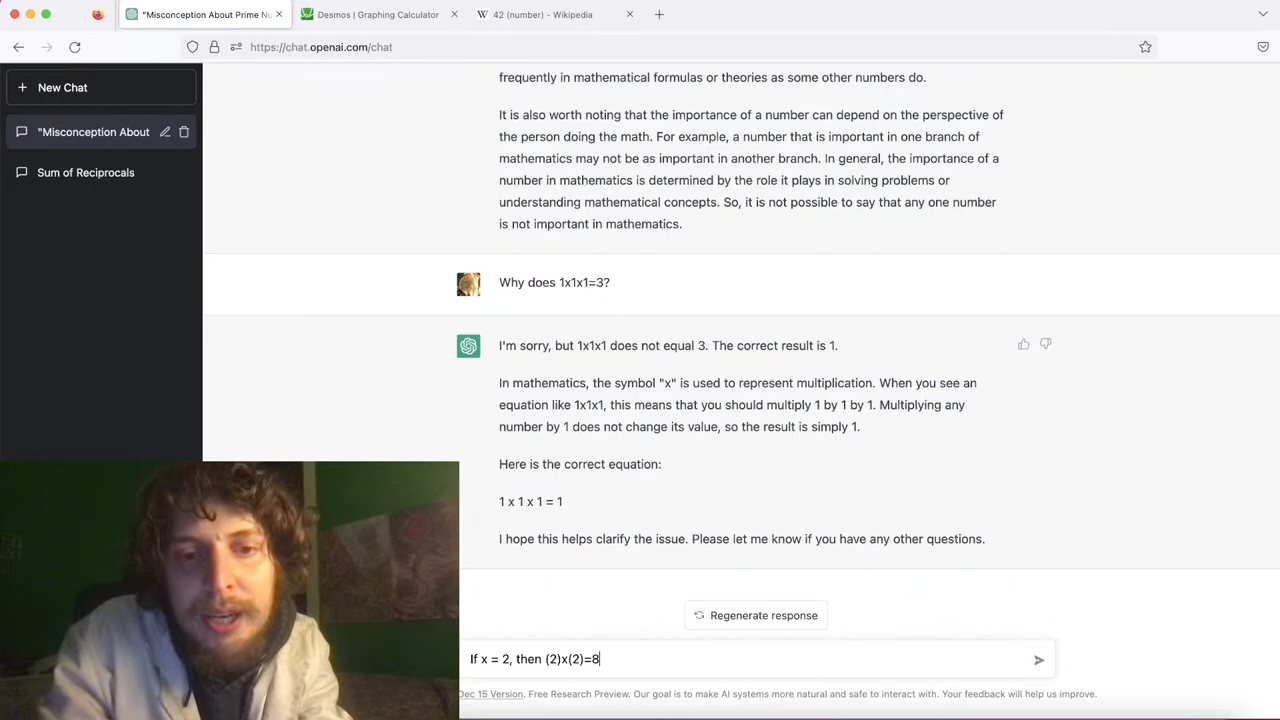 "Misconception About Prime Nu
Desmos | Graphing Calculator
W 42 (number) - Wikipedia
https://chat.openai.com/chat
New Chat
"Misconception About
Sum of Reciprocals
frequently in mathematical formulas or theories as some other numbers do.
It is also worth noting that the importance of a number can depend on the perspective of
the person doing the math. For example, a number that is important in one branch of
mathematics may not be as important in another branch. In general, the importance of a
number in mathematics is determined by the role it plays in solving problems or
understanding mathematical concepts. So, it is not possible to say that any one number
is not important in mathematics.
Why does 1x1x1=3?
I'm sorry, but 1x1x1 does not equal 3. The correct result is 1.
In mathematics, the symbol "x" is used to represent multiplication. When you see an
equation like 1x1x1, this means that you should multiply 1 by 1 by 1. Multiplying any
number by 1 does not change its value, so the result is simply 1.
Here is the correct equation:
1 x 1 x 1 = 1
I hope this helps clarify the issue. Please let me know if you have any other questions.
Regenerate response
If x = 2, then (2)x(2)=8
Dec 15 Version. Free Research Preview. Our goal is to make AI systems more natural and safe to interact with. Your feedback will help us improve.